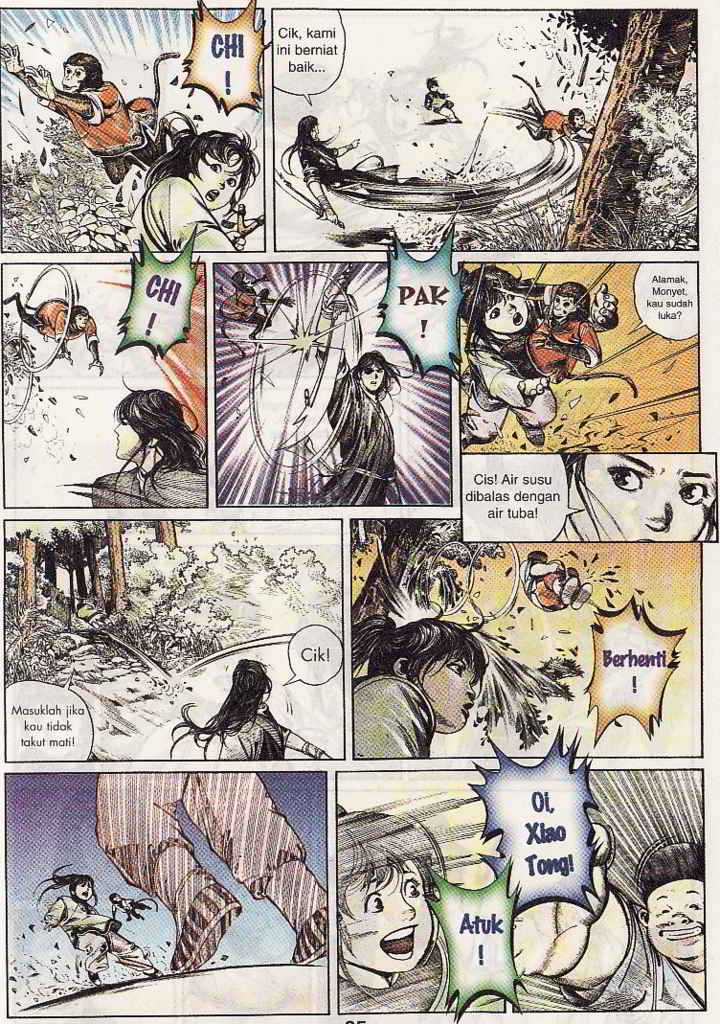 CHI
!
Cik, kami
ini berniat
baik...
CHI
!
PAK
!
Alamak,
Monyet,
kau sudah
luka?
Cis! Air susu
dibalas dengan
air tuba!
Cik!
Masuklah jika
kau tidak
takut mati!
Berhenti
!
Oi,
Xiao
Tong!
A-tuk
!